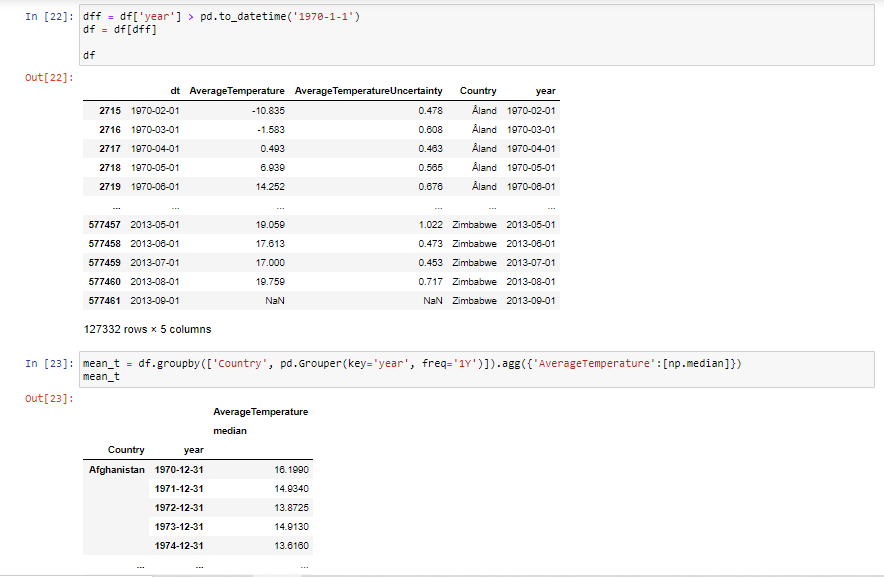 In [22]: dff = df['year'] > pd.to_datetime('1970-1-1')
df = df[dff]
df
Out[22]:
dt AverageTemperature AverageTemperatureUncertainty Country year
2715 1970-02-01 -10.835 0.478 Åland 1970-02-01
2716 1970-03-01 -1.583 0.608 Åland 1970-03-01
2717 1970-04-01 0.493 0.463 Åland 1970-04-01
2718 1970-05-01 6.939 0.565 Åland 1970-05-01
2719 1970-06-01 14.252 0.676 Åland 1970-06-01
... ... ... ... ... ...
577457 2013-05-01 19.059 1.022 Zimbabwe 2013-05-01
577458 2013-06-01 17.613 0.473 Zimbabwe 2013-06-01
577459 2013-07-01 17.000 0.453 Zimbabwe 2013-07-01
577460 2013-08-01 19.759 0.717 Zimbabwe 2013-08-01
577461 2013-09-01 NaN NaN Zimbabwe 2013-09-01
127332 rows × 5 columns
In [23]: mean_t = df.groupby(['Country', pd.Grouper(key='year', freq='1Y')]).agg({'AverageTemperature':[np.median]})
mean_t
Out[23]:
AverageTemperature
median
Country year
Afghanistan 1970-12-31 16.1990
1971-12-31 14.9340
1972-12-31 13.8725
1973-12-31 14.9130
1974-12-31 13.6160
... ... ...